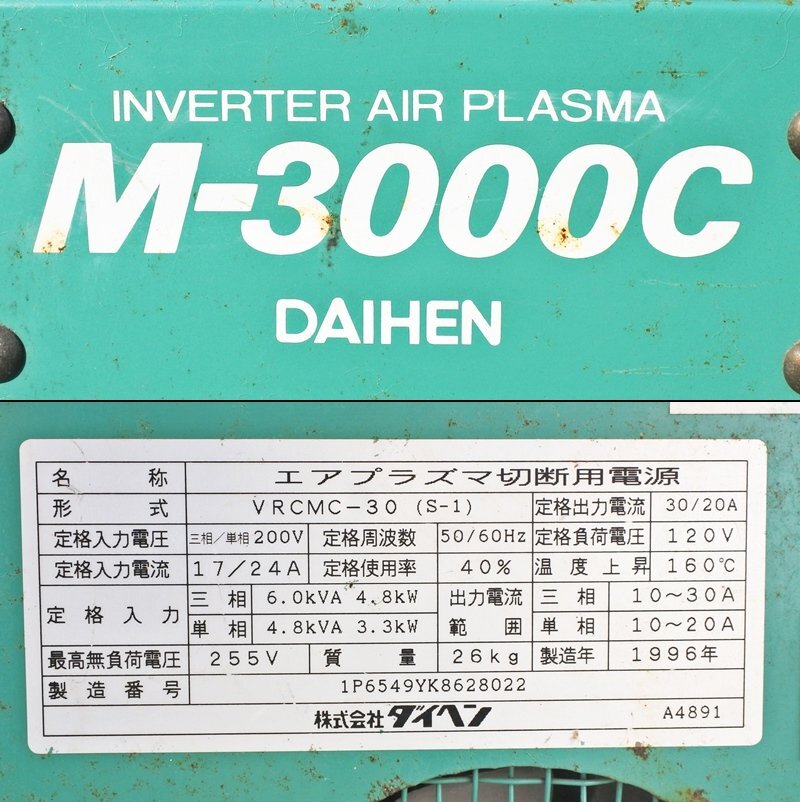 INVERTER AIR PLASMA
M-3000C
DAIHEN
名称 エアプラズマ切断用電源
形式 VRCMC-30 (S-1) 定格出力電流 30/20A
定格入力電圧 三相/単相 200V 定格周波数 50/60Hz 定格負荷電圧 120V
定格入力電流 17/24A 定格使用率 40% 温度上昇 160℃
定格入力 三相 6.0kVA 4.8kW 出力電流範囲 三相 10〜30A
単相 4.8kVA 3.3kW 単相 10〜20A
最高無負荷電圧 255V 質量 26kg 製造年 1996年
製造番号 1P6549YK8628022
株式会社ダイヘン A4891